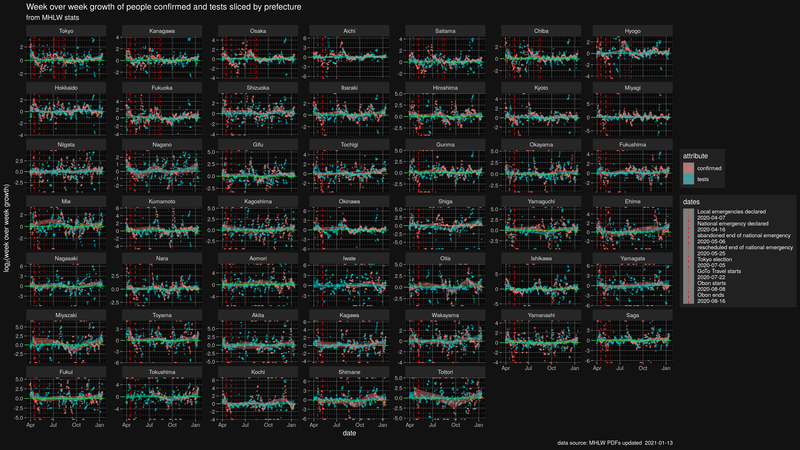 Week over week growth of people confirmed and tests sliced by prefecture
from MHLW stats
Tokyo Kanagawa Osaka Aichi Saitama Chiba Hyogo
Hokkaido Fukuoka Shizuoka Ibaraki Hiroshima Kyoto Miyagi
Niigata Nagano Gifu Tochigi Gunma Okayama Fukushima
Mie Kumamoto Kagoshima Okinawa Shiga Yamaguchi Ehime
Nagasaki Nara Aomori Iwate Oita Ishikawa Yamagata
Miyazaki Toyama Akita Kagawa Wakayama Yamanashi Saga
Fukui Tokushima Kochi Shimane Tottori
Apr Jul Oct Jan
date
log₂(week over week growth)
attribute
confirmed
tests
dates
Local emergencies declared
2020-04-07
National emergency declared
2020-04-16
abandoned end of national emergency
2020-05-06
rescheduled end of national emergency
2020-05-25
Tokyo election
2020-07-05
GoTo Travel starts
2020-07-22
Obon starts
2020-08-08
Obon ends
2020-08-16
data source: MHLW PDFs updated 2021-01-13